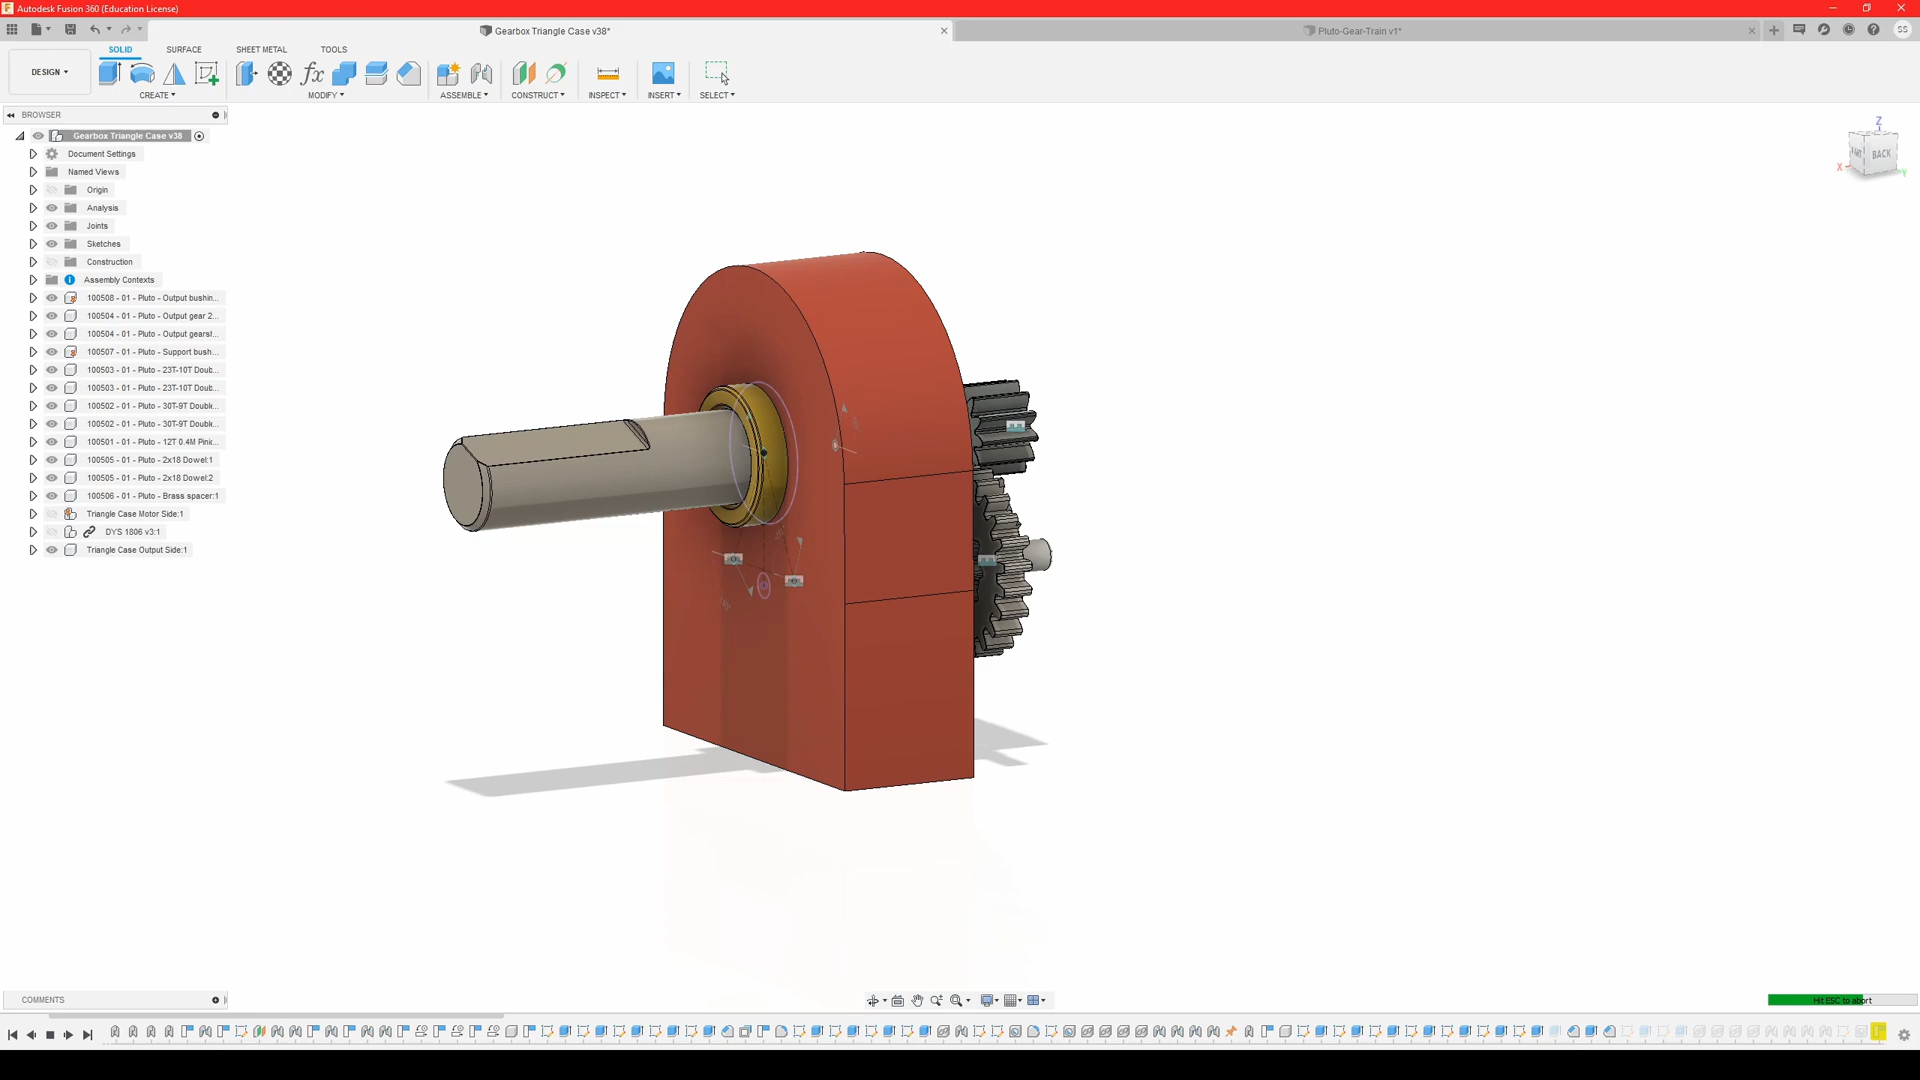 Autodesk Fusion 360 (Education License)
Gearbox Triangle Case v38*
Pluto-Gear-Train v1*
SS
SOLID
SURFACE
SHEET METAL
TOOLS
DESIGN
CREATE
MODIFY
ASSEMBLE
CONSTRUCT
INSPECT
INSERT
SELECT
BROWSER
Gearbox Triangle Case v38
Document Settings
Named Views
Origin
Analysis
Joints
Sketches
Construction
Assembly Contexts
100508 - 01 - Pluto - Output bushin...
100504 - 01 - Pluto - Output gear 2...
100504 - 01 - Pluto - Output gearsl...
100507 - 01 - Pluto - Support bush...
100503 - 01 - Pluto - 23T-10T Doub...
100503 - 01 - Pluto - 23T-10T Doub...
100502 - 01 - Pluto - 30T-9T Double...
100502 - 01 - Pluto - 30T-9T Double...
100501 - 01 - Pluto - 12T 0.4M Pini...
100505 - 01 - Pluto - 2x18 Dowel:1
100505 - 01 - Pluto - 2x18 Dowel:2
100506 - 01 - Pluto - Brass spacer:1
Triangle Case Motor Side:1
DYS 1806 v3:1
Triangle Case Output Side:1
Z
BACK
X
Y
COMMENTS
Hit ESC to abort